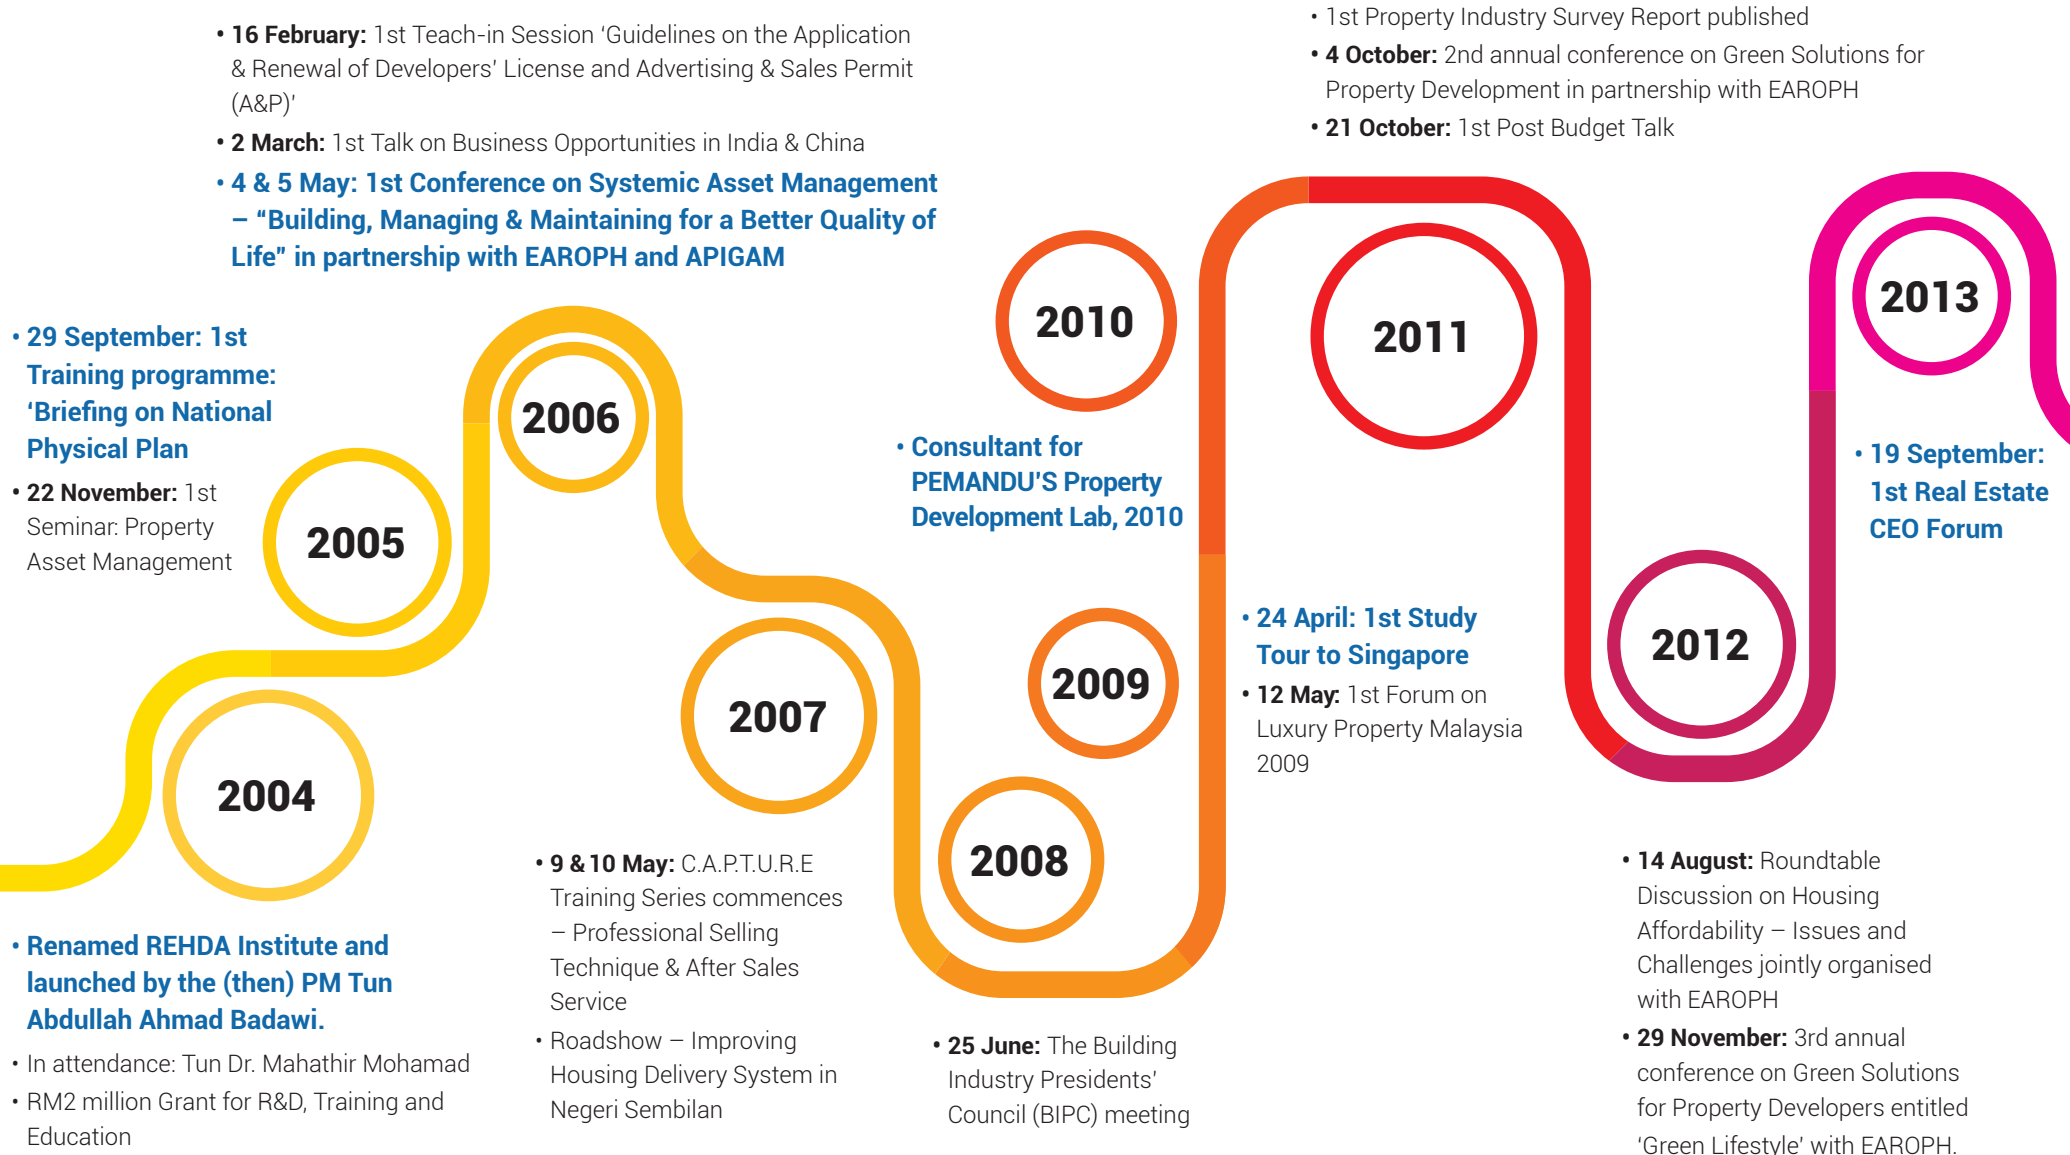 • 16 February: 1st Teach-in Session ‘Guidelines on the Application
& Renewal of Developers’ License and Advertising & Sales Permit
(A&P)’
• 2 March: 1st Talk on Business Opportunities in India & China
• 4 & 5 May: 1st Conference on Systemic Asset Management
– “Building, Managing & Maintaining for a Better Quality of
Life” in partnership with EAROPH and APIGAM
• 1st Property Industry Survey Report published
• 4 October: 2nd annual conference on Green Solutions for
Property Development in partnership with EAROPH
• 21 October: 1st Post Budget Talk
• 29 September: 1st
Training programme:
‘Briefing on National
Physical Plan
• 22 November: 1st
Seminar: Property
Asset Management
2005
2006
2004
• Renamed REHDA Institute and
launched by the (then) PM Tun
Abdullah Ahmad Badawi.
• In attendance: Tun Dr. Mahathir Mohamad
• RM2 million Grant for R&D, Training and
Education
2007
• 9 & 10 May: C.A.P.T.U.R.E
Training Series commences
– Professional Selling
Technique & After Sales
Service
• Roadshow – Improving
Housing Delivery System in
Negeri Sembilan
2008
• 25 June: The Building
Industry Presidents’
Council (BIPC) meeting
2009
• 24 April: 1st Study
Tour to Singapore
• 12 May: 1st Forum on
Luxury Property Malaysia
2009
2010
• Consultant for
PEMANDU’S Property
Development Lab, 2010
2011
2012
• 14 August: Roundtable
Discussion on Housing
Affordability – Issues and
Challenges jointly organised
with EAROPH
• 29 November: 3rd annual
conference on Green Solutions
for Property Developers entitled
‘Green Lifestyle’ with EAROPH.
2013
• 19 September:
1st Real Estate
CEO Forum